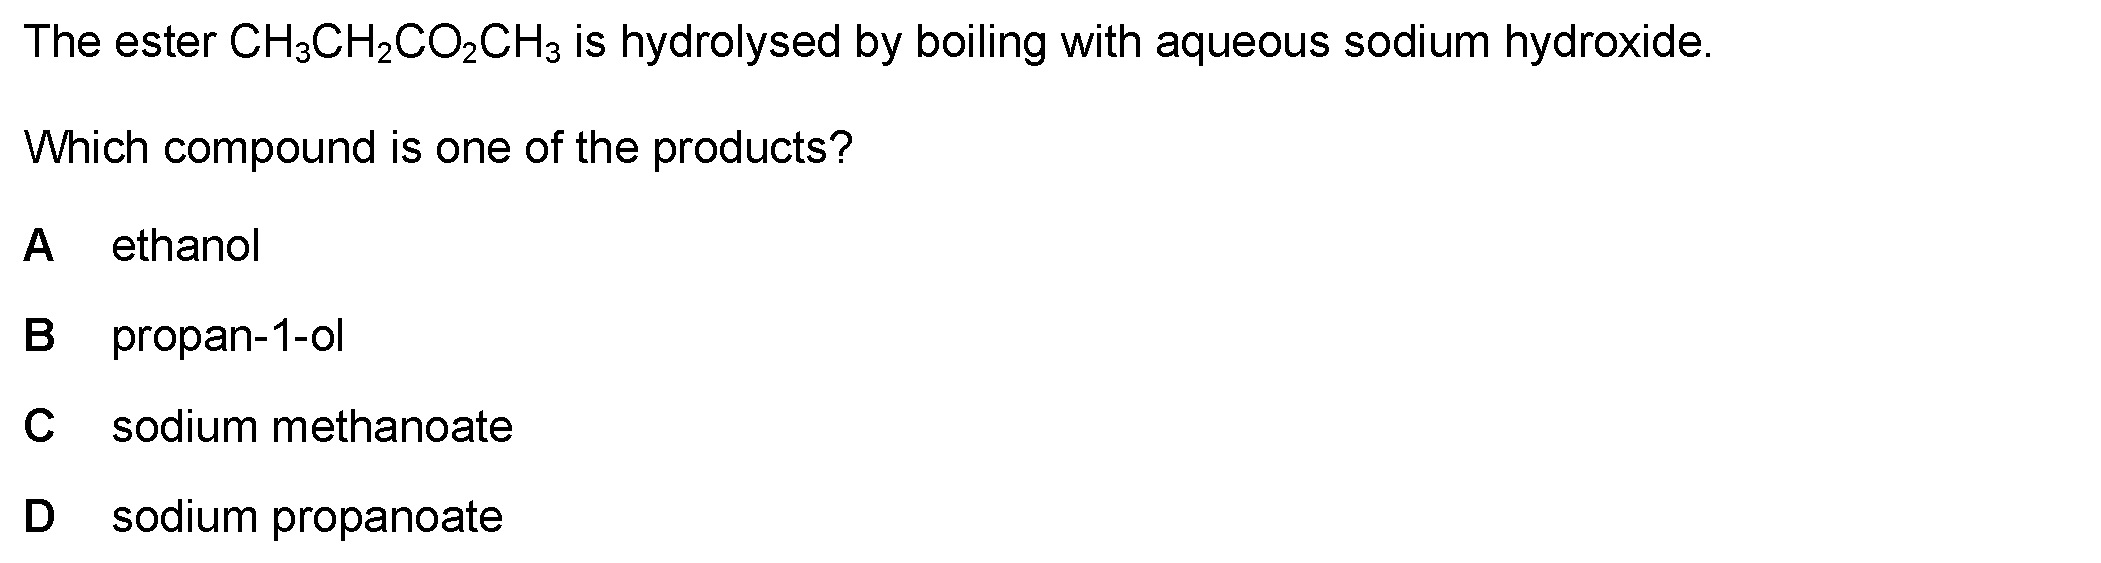 The ester CH₃CH₂CO₂CH₃ is hydrolysed by boiling with aqueous sodium hydroxide.
Which compound is one of the products?
A ethanol
B propan-1-ol
C sodium methanoate
D sodium propanoate